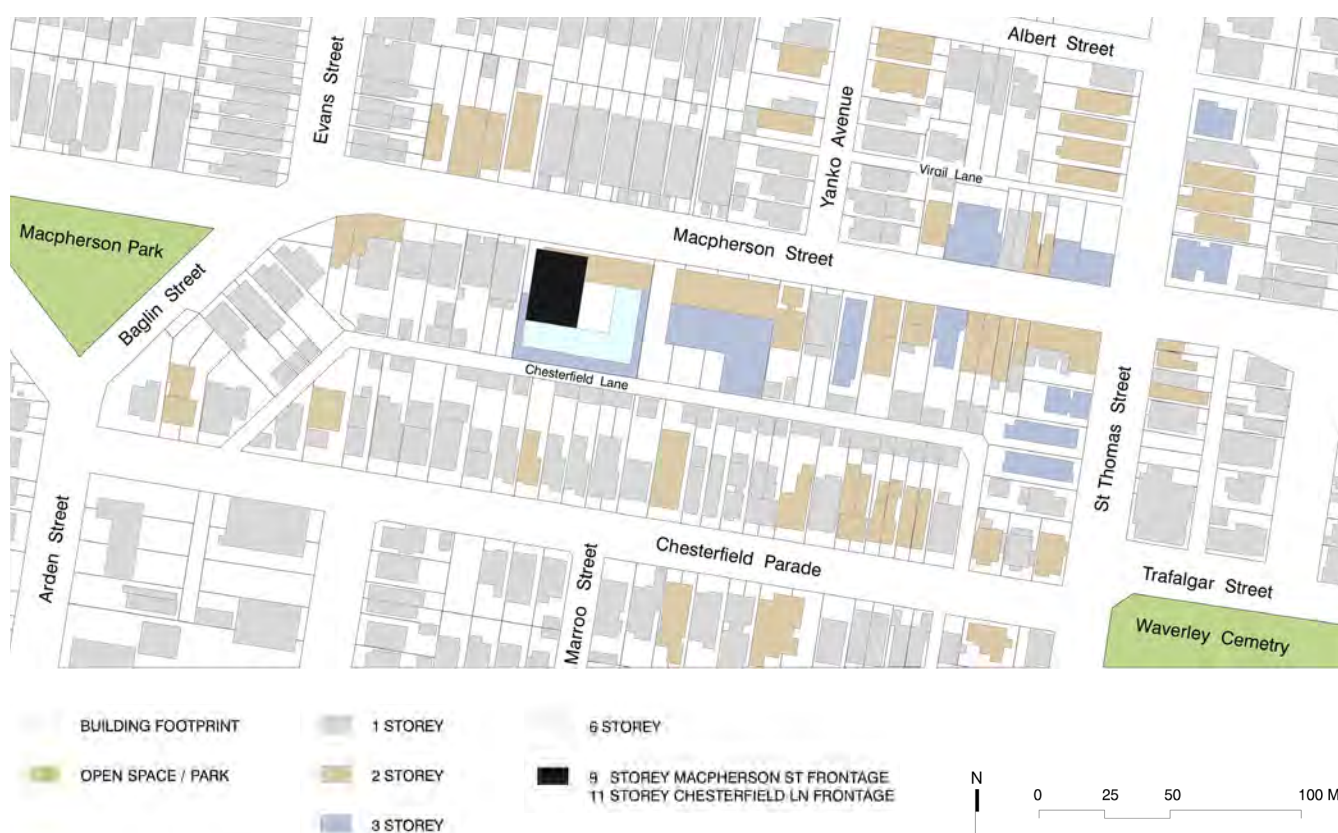 Albert Street
Evans Street
Yanko Avenue
Virgil Lane
Macpherson Park
Macpherson Street
Baglin Street
Chesterfield Lane
St Thomas Street
Arden Street
Marroo Street
Chesterfield Parade
Trafalgar Street
Waverley Cemetry
BUILDING FOOTPRINT
OPEN SPACE / PARK
1 STOREY
2 STOREY
3 STOREY
6 STOREY
9 STOREY MACPHERSON ST FRONTAGE
11 STOREY CHESTERFIELD LN FRONTAGE
N
0 25 50 100 M